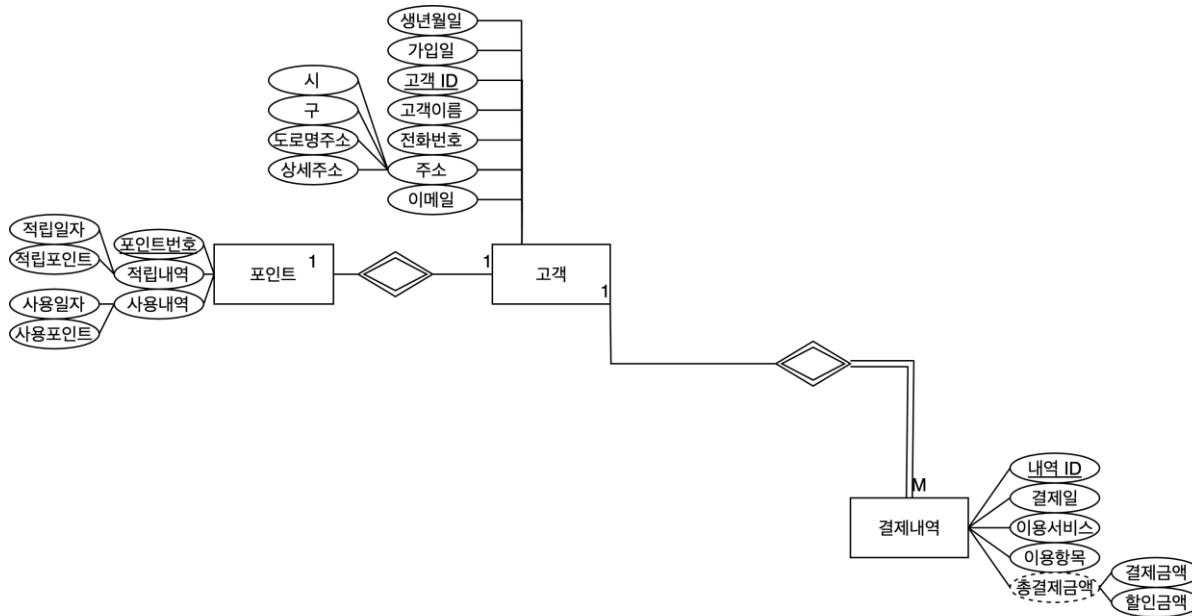 생년월일
가입일
고객 ID
고객이름
전화번호
주소
이메일
시
구
도로명주소
상세주소
적립일자
적립포인트
사용일자
사용포인트
포인트번호
적립내역
사용내역
포인트
1
1
고객
1
M
결제내역
내역 ID
결제일
이용서비스
이용항목
총결제금액
결제금액
할인금액